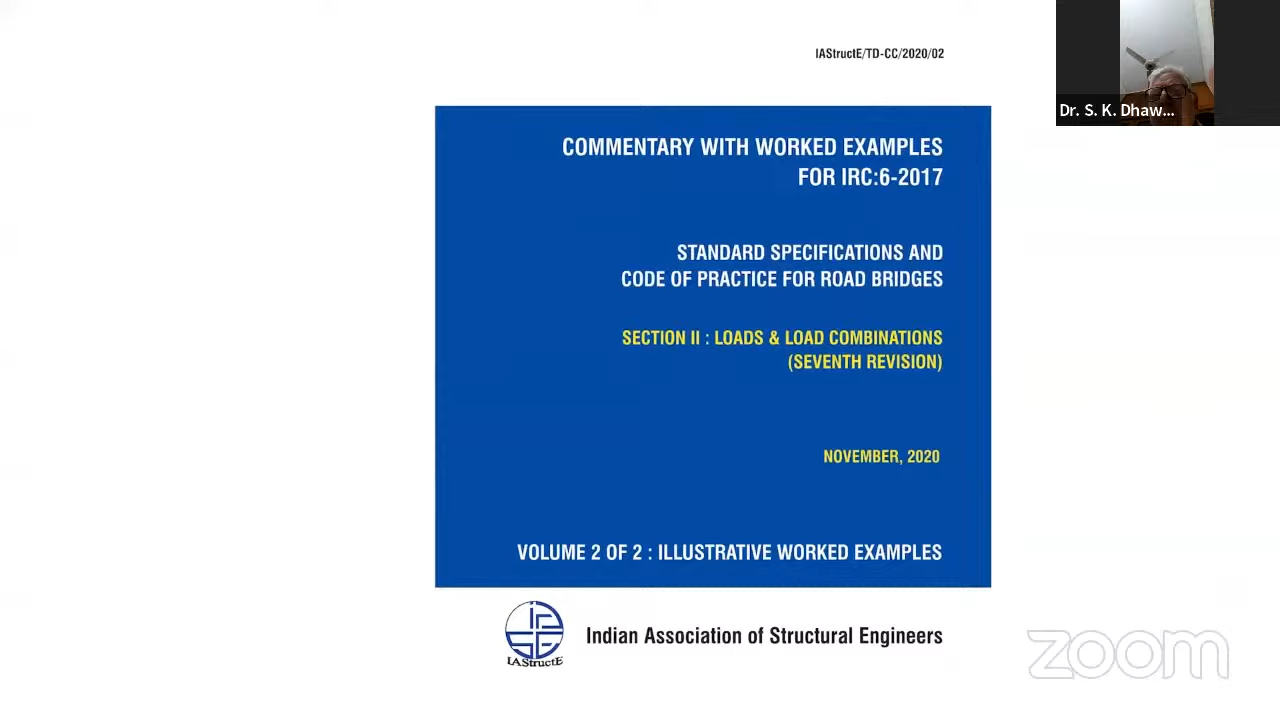 IAStructE/TD-CC/2020/02
Dr. S. K. Dhaw...
COMMENTARY WITH WORKED EXAMPLES
FOR IRC:6-2017
STANDARD SPECIFICATIONS AND
CODE OF PRACTICE FOR ROAD BRIDGES
SECTION II : LOADS & LOAD COMBINATIONS
(SEVENTH REVISION)
NOVEMBER, 2020
VOLUME 2 OF 2 : ILLUSTRATIVE WORKED EXAMPLES
IAStructE
Indian Association of Structural Engineers
zoom